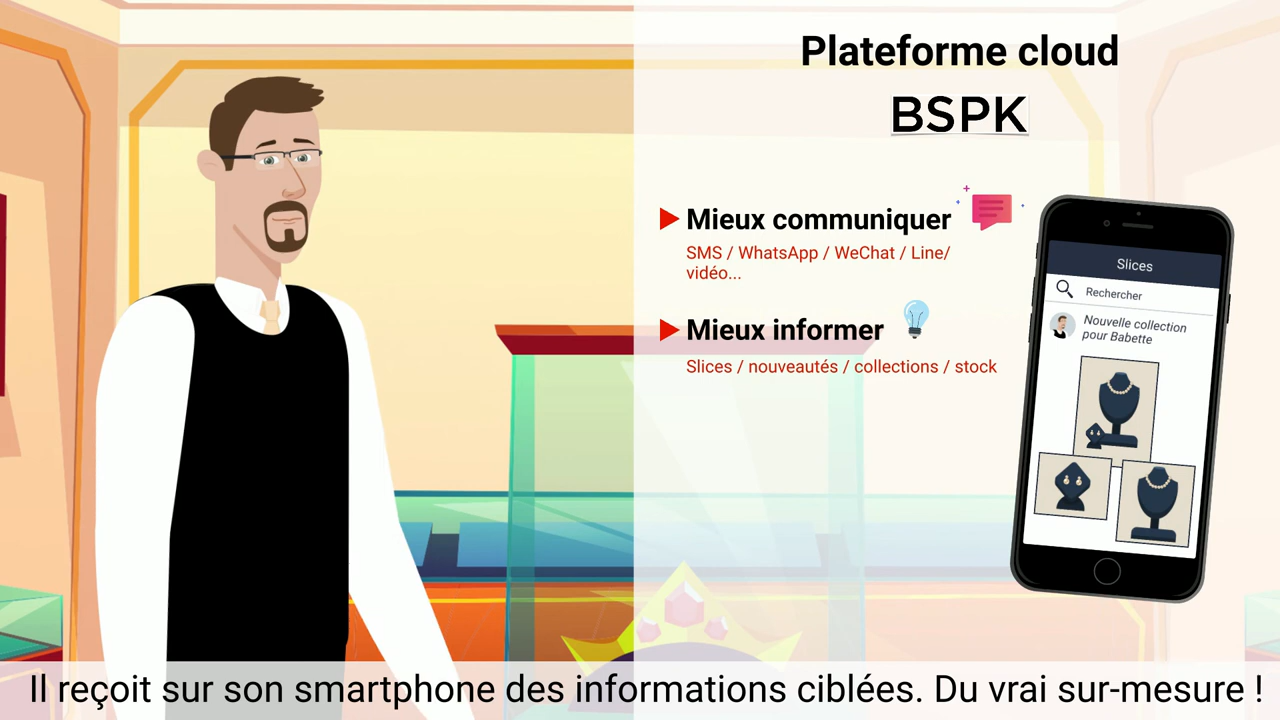 Plateforme cloud
BSPK
Mieux communiquer
SMS / WhatsApp / WeChat / Line/
vidéo...
Mieux informer
Slices / nouveautés / collections / stock
Slices
Rechercher
Nouvelle collection
pour Babette
Il reçoit sur son smartphone des informations ciblées. Du vrai sur-mesure !